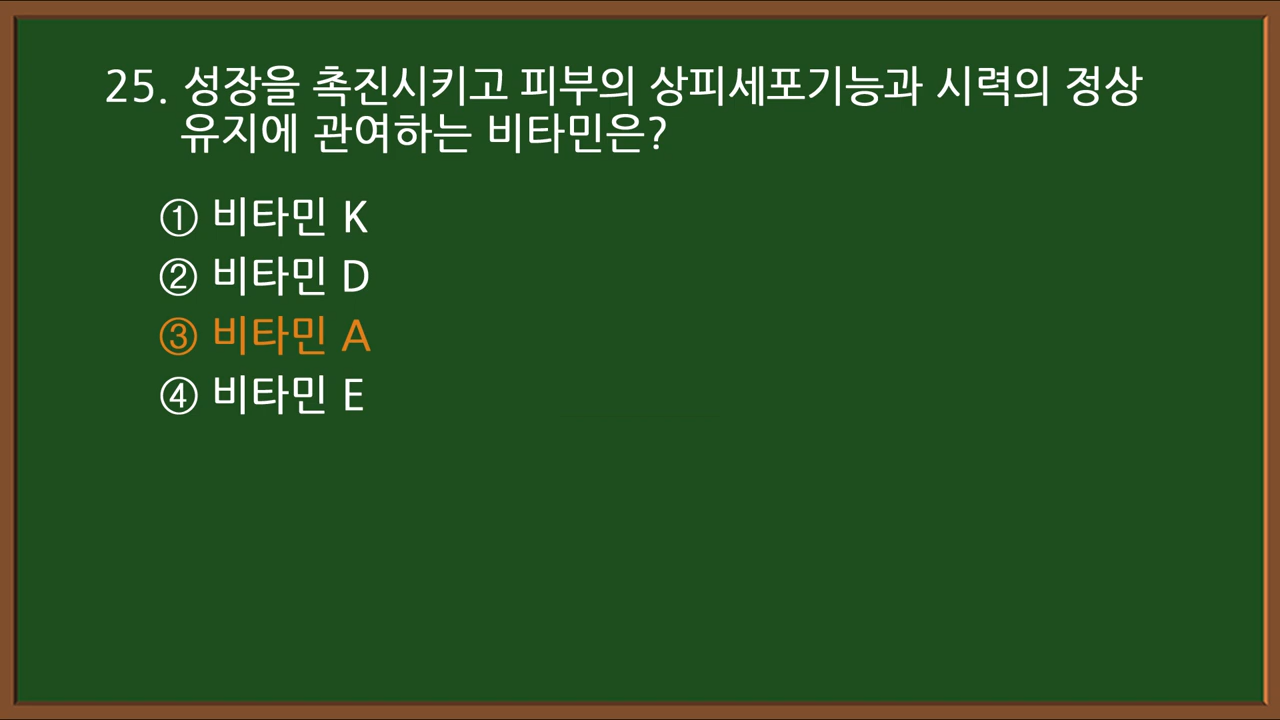 25. 성장을 촉진시키고 피부의 상피세포기능과 시력의 정상
유지에 관여하는 비타민은?
① 비타민 K
② 비타민 D
③ 비타민 A
④ 비타민 E